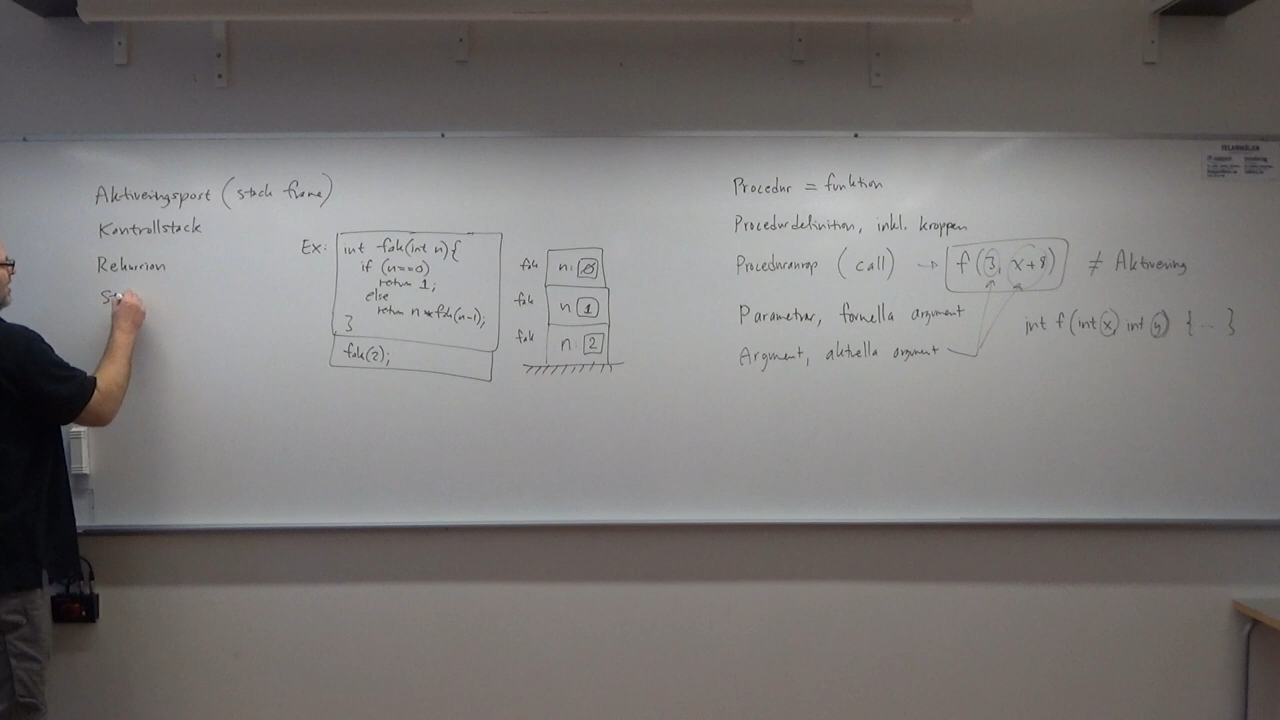 Aktiveringspost (stack frame)
Kontrollstack
Rekursion
S
Ex:
int fak(int n){
if (n==0)
return 1;
else
return n * fak(n-1);
}
fak(2);
fak n: 0
fak n 1
fak n: 2
Procedur = funktion
Procedurdefinition, inkl. kroppen
Proceduranrop (call) → f(3, x+8) ≠ Aktivering
Parametrar, formella argument
int f(int x, int y) { ... }
Argument, aktuella argument
FELANMÄLAN